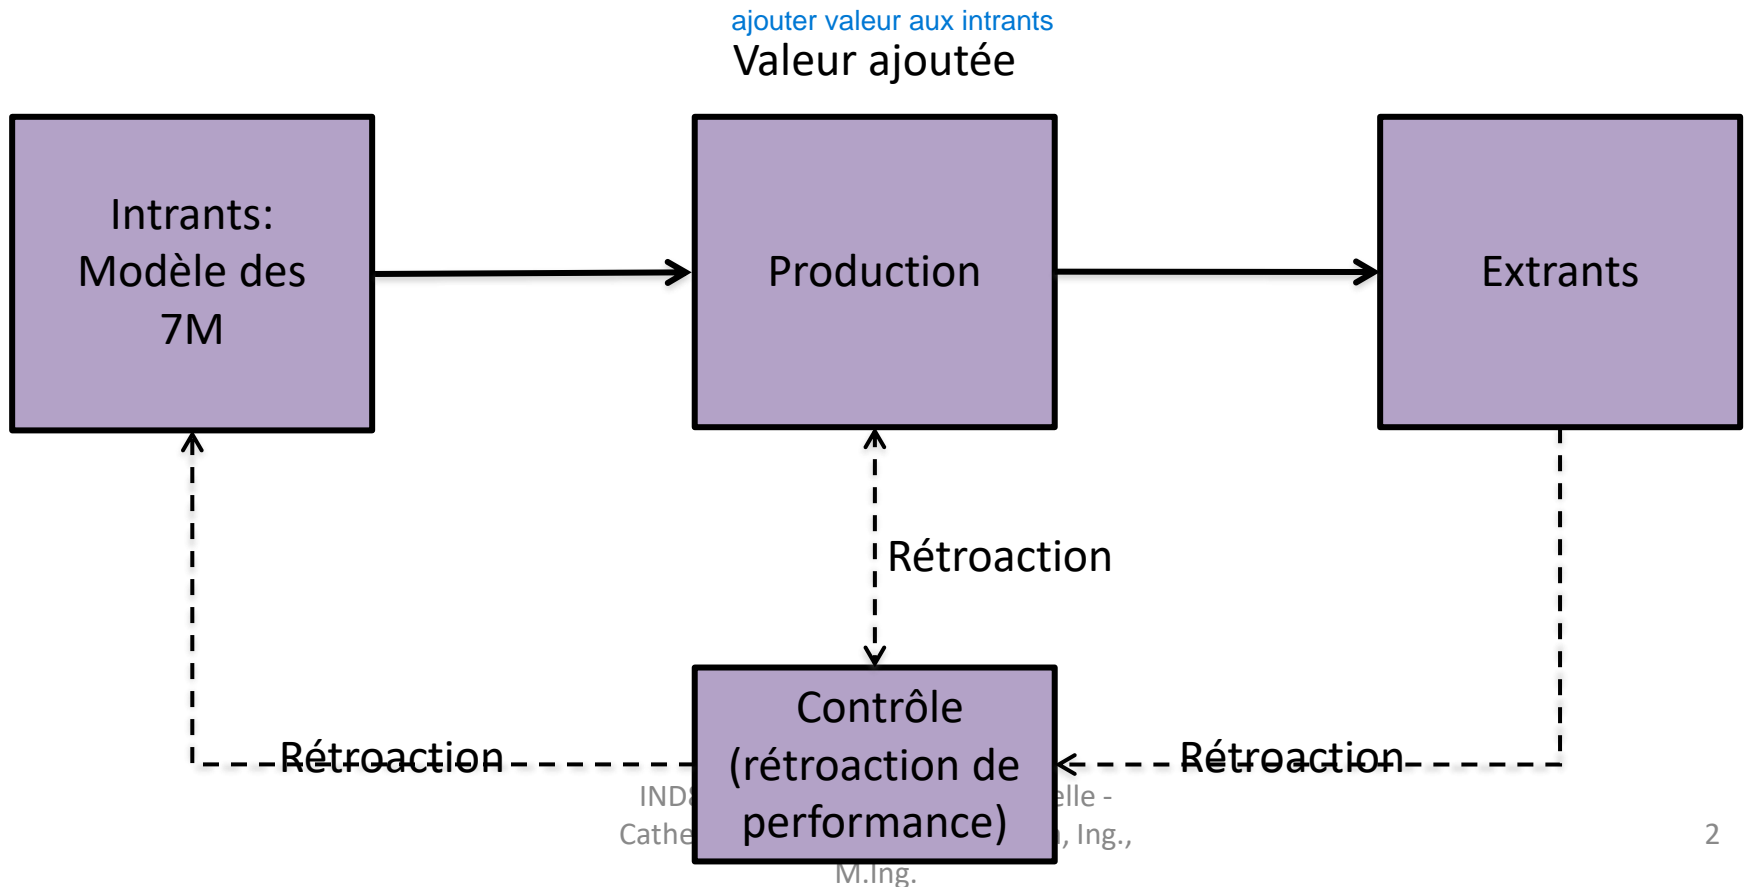 ajouter valeur aux intrants
Valeur ajoutée
Intrants:
Modèle des
7M
Production
Extrants
Rétroaction
Rétroaction
Contrôle
(rétroaction de
performance)
Rétroaction
Ing.,
M.Ing.
2